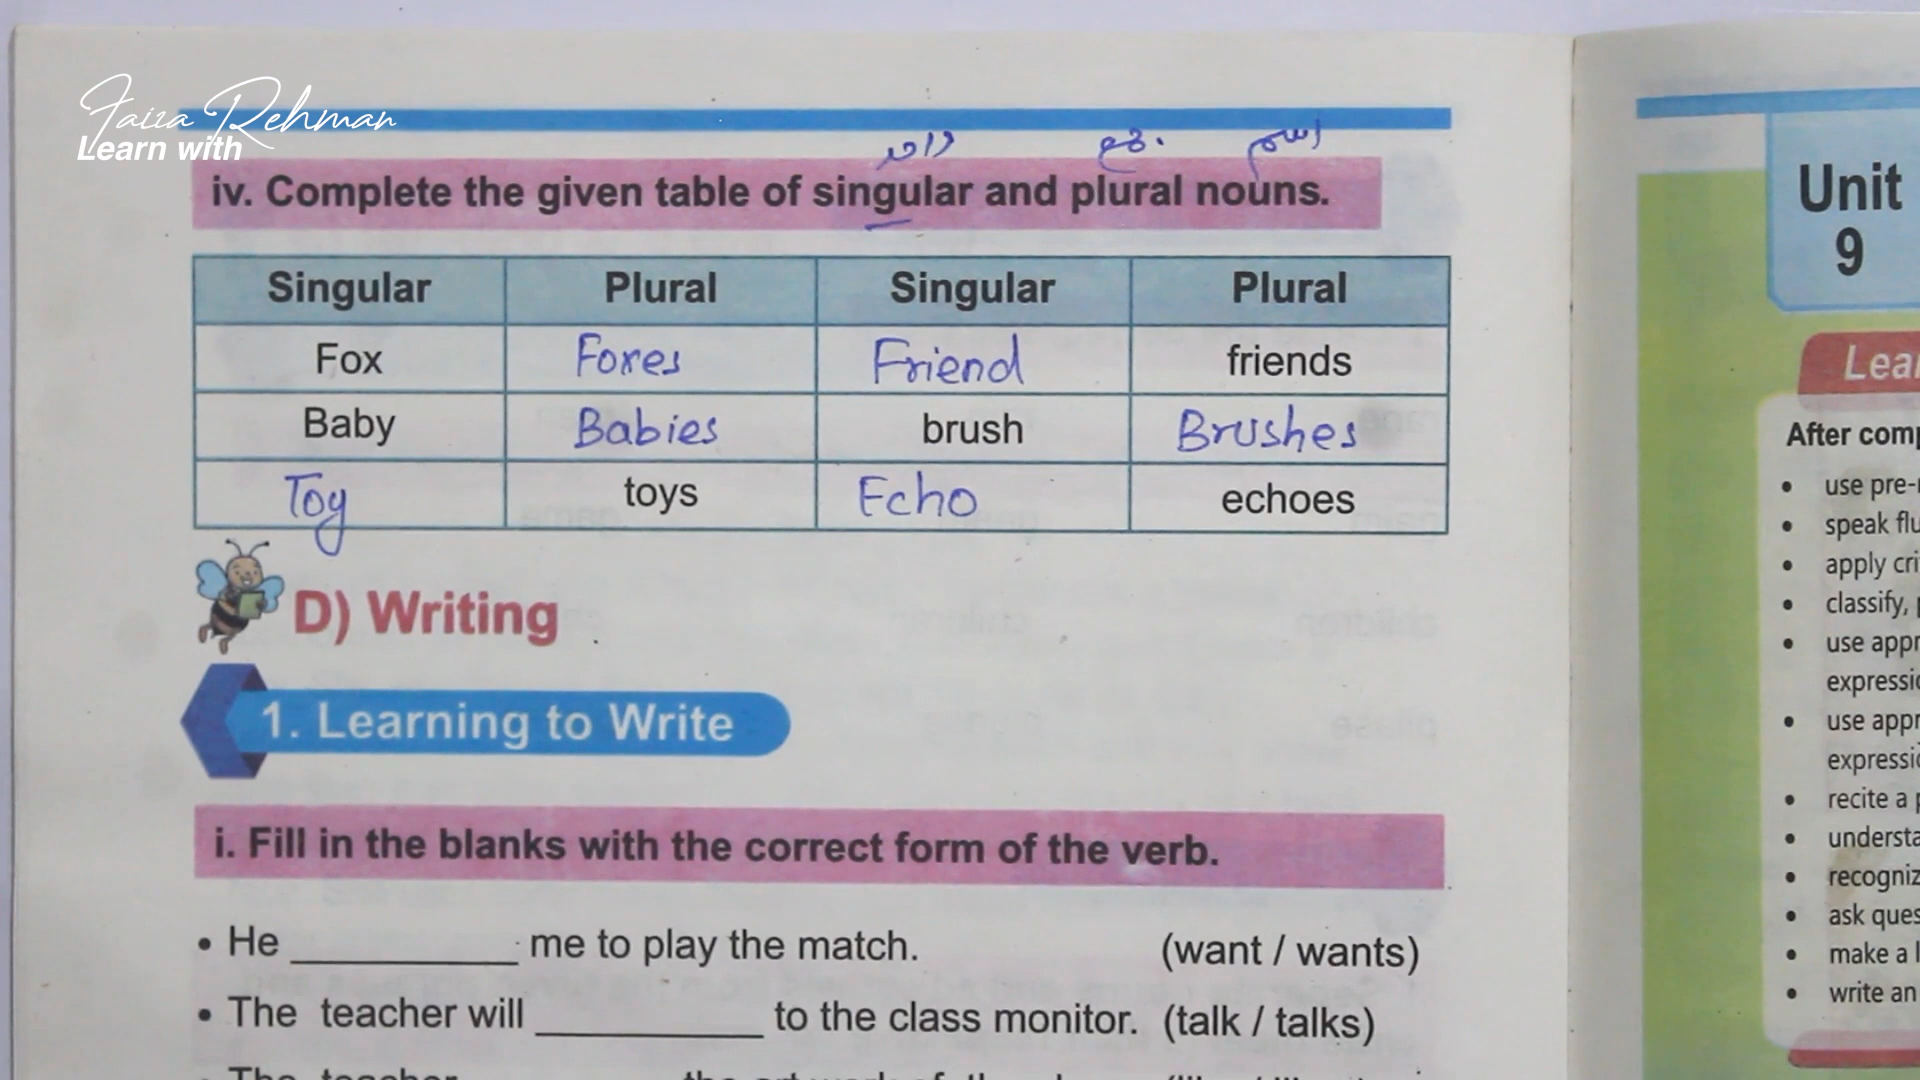 Faiza Rehman
Learn with
واحد جمع اسم
iv. Complete the given table of singular and plural nouns.
Singular Plural Singular Plural
Fox Foxes Friend friends
Baby Babies brush Brushes
Toy toys Echo echoes
D) Writing
1. Learning to Write
i. Fill in the blanks with the correct form of the verb.
• He __________ me to play the match. (want / wants)
• The teacher will __________ to the class monitor. (talk / talks)
Unit
9
Lear
After comp
• use pre-r
• speak flu
• apply cri
• classify, p
• use appr
expressio
• use appr
expressio
• recite a p
• understa
• recogniz
• ask ques
• make a l
• write an